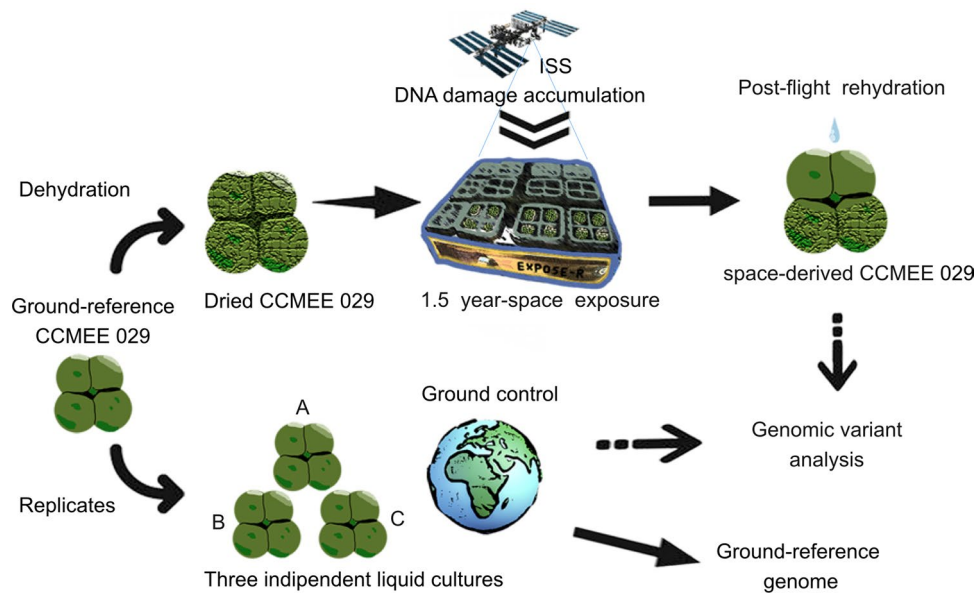 ISS
DNA damage accumulation
Post-flight rehydration
Dehydration
EXPOSE-R
Dried CCMEE 029
1.5 year-space exposure
space-derived CCMEE 029
Ground-reference
CCMEE 029
A
Ground control
Genomic variant
analysis
Replicates
B
C
Three indipendent liquid cultures
Ground-reference
genome